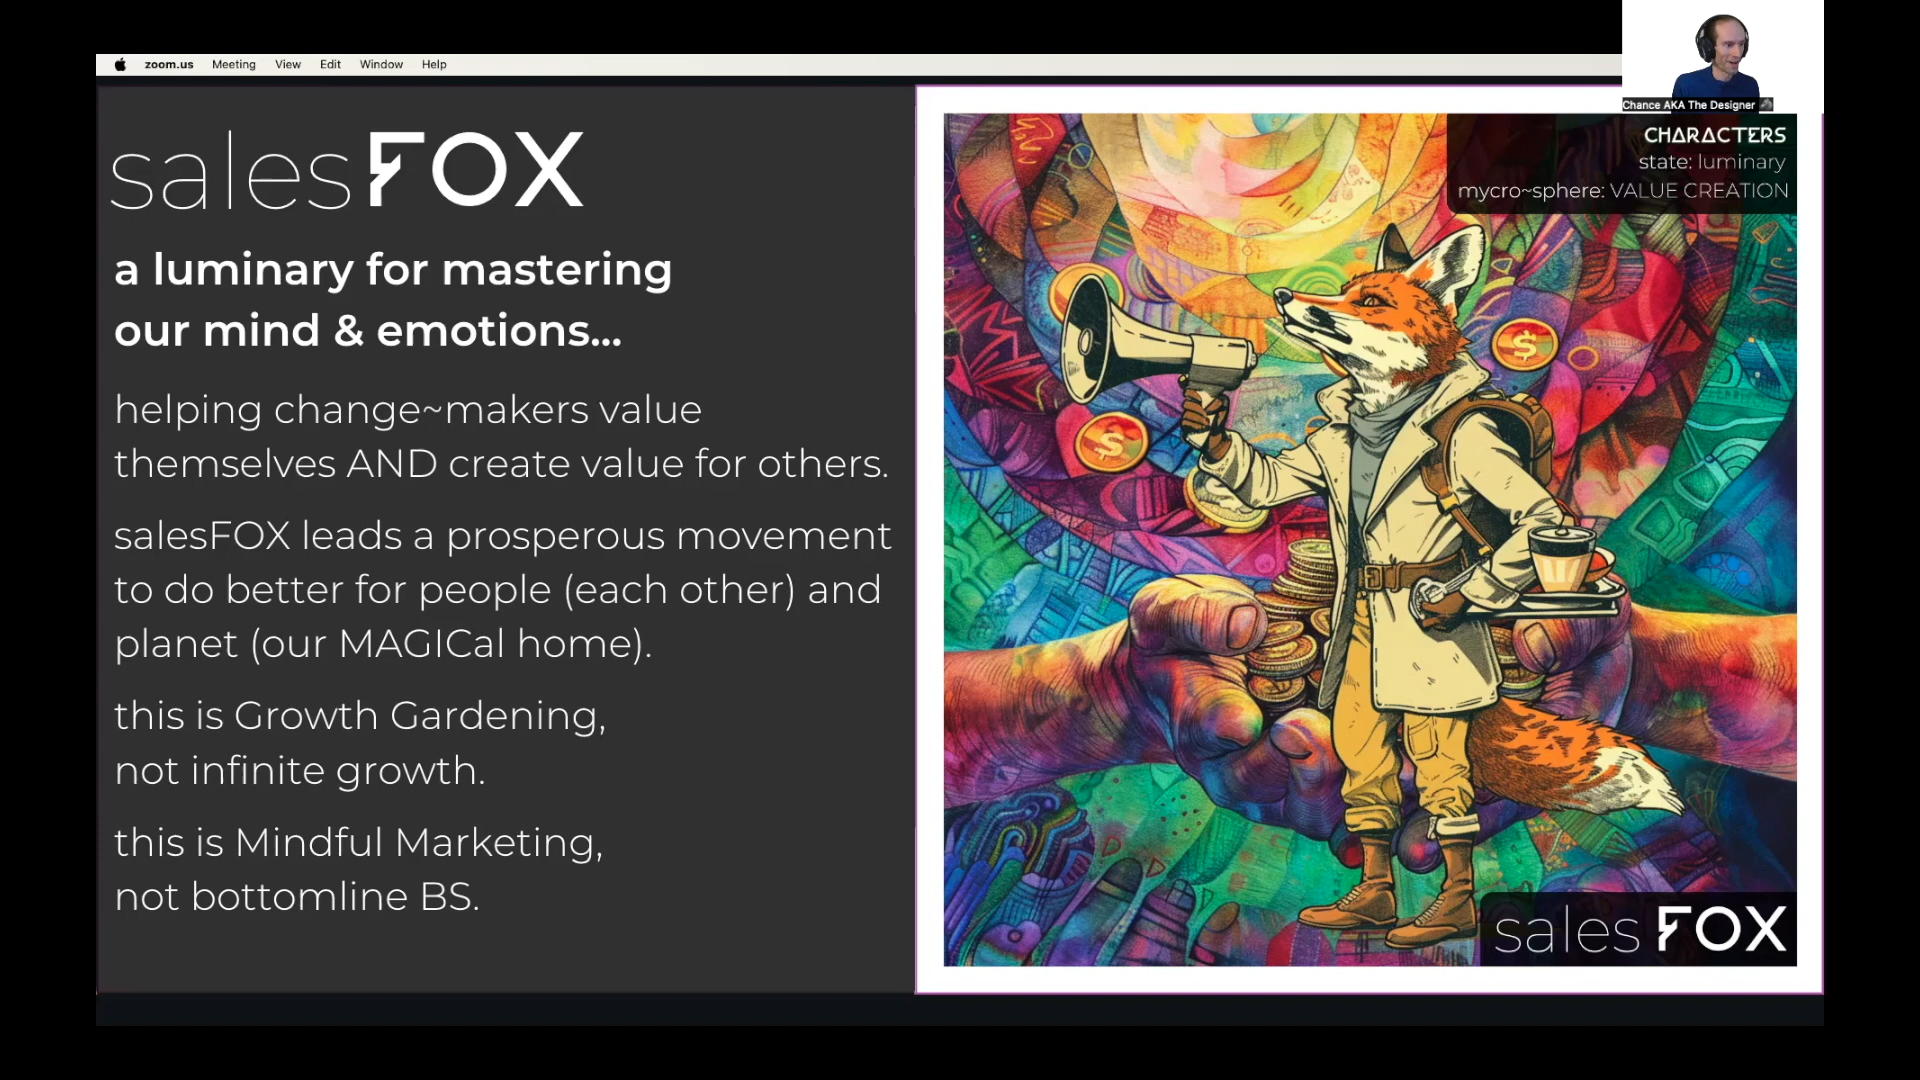 zoom.us Meeting View Edit Window Help
Chance AKA The Designer
salesFOX
a luminary for mastering
our mind & emotions...
helping change~makers value
themselves AND create value for others.
salesFOX leads a prosperous movement
to do better for people (each other) and
planet (our MAGICal home).
this is Growth Gardening,
not infinite growth.
this is Mindful Marketing,
not bottomline BS.
CHARACTERS
state: luminary
mycro~sphere: VALUE CREATION
$
$
sales FOX